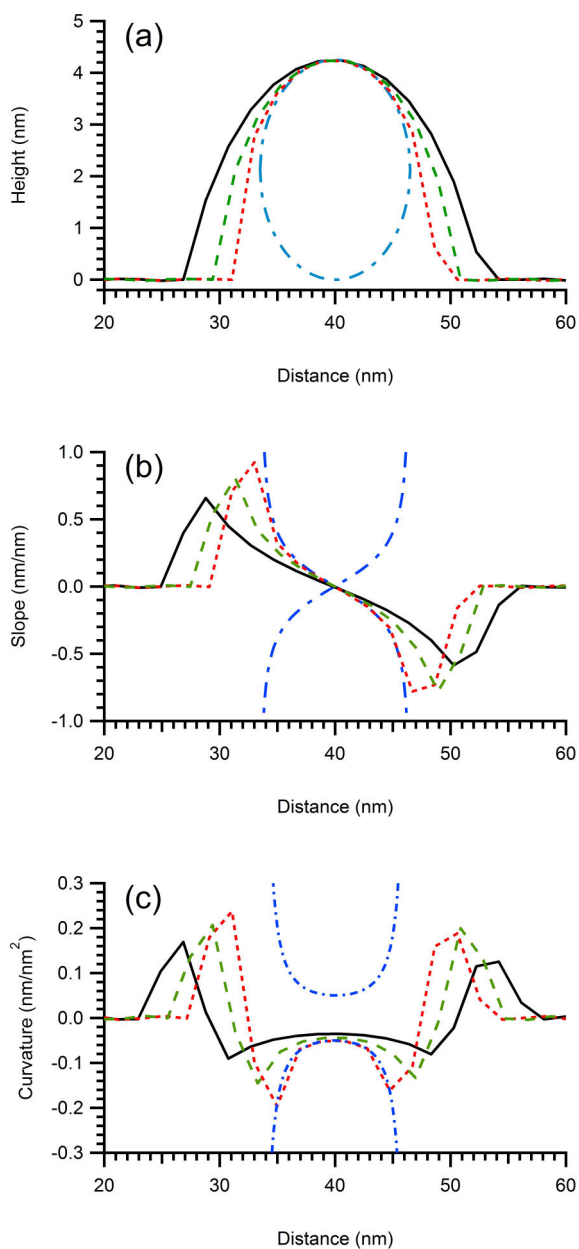 (a)
5
4
3
2
1
0
Height (nm)
20 30 40 50 60
Distance (nm)
(b)
1.0
0.5
0.0
-0.5
-1.0
Slope (nm/nm)
20 30 40 50 60
Distance (nm)
(c)
0.3
0.2
0.1
0.0
-0.1
-0.2
-0.3
Curvature (nm/nm²)
20 30 40 50 60
Distance (nm)